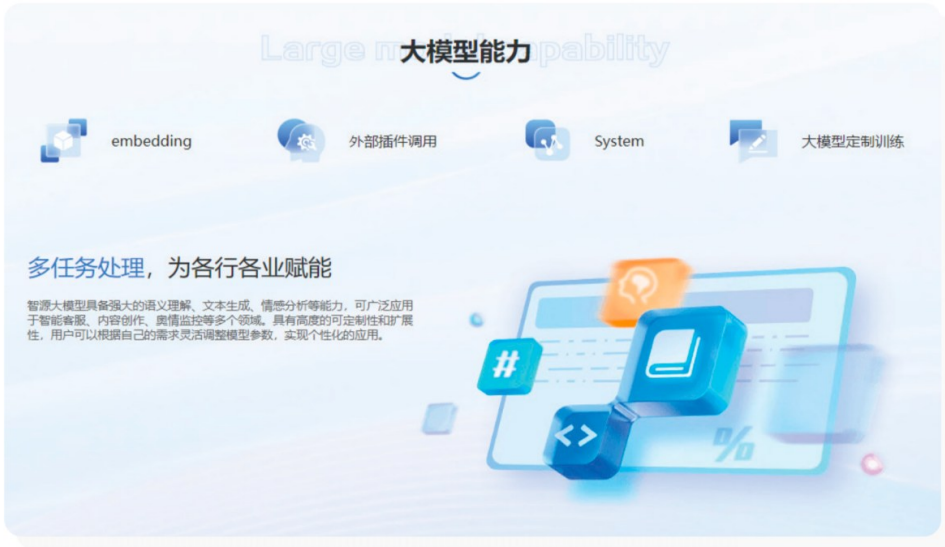 大模型能力
embedding
外部插件调用
System
大模型定制训练
多任务处理，为各行各业赋能
智源大模型具备强大的语义理解、文本生成、情感分析等能力，可广泛应用
于智能客服、内容创作、舆情监控等多个领域。具有高度的可定制性和扩展
性，用户可以根据自己的需求灵活调整模型参数，实现个性化的应用。
#
<>
%